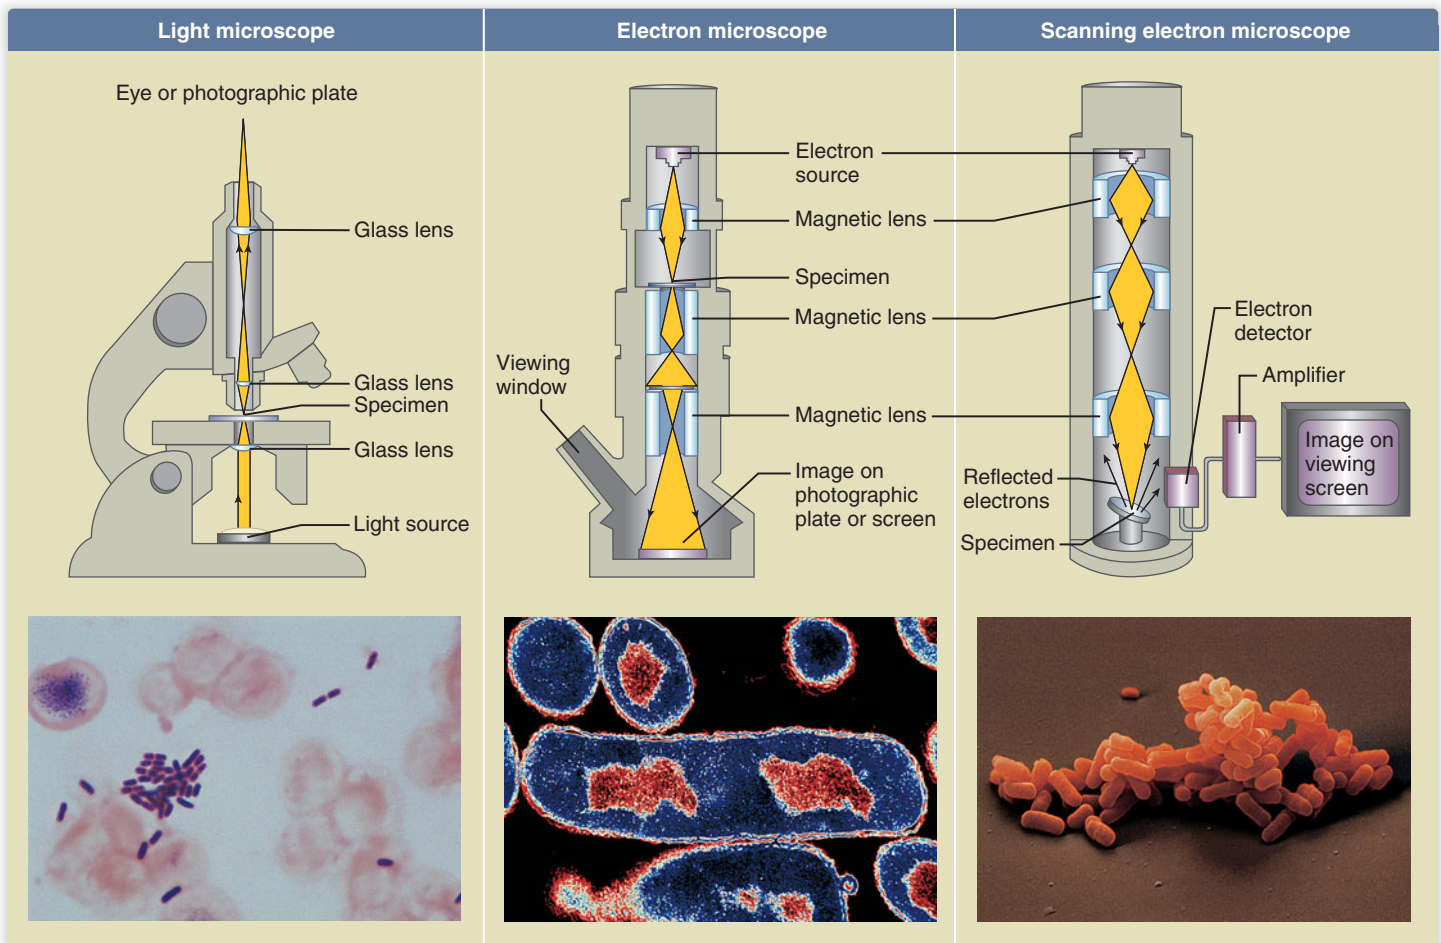 Light microscope
Electron microscope
Scanning electron microscope
Eye or photographic plate
Glass lens
Glass lens
Specimen
Glass lens
Light source
Electron
source
Magnetic lens
Specimen
Magnetic lens
Viewing
window
Magnetic lens
Image on
photographic
plate or screen
Electron
detector
Amplifier
Image on
viewing
screen
Reflected
electrons
Specimen